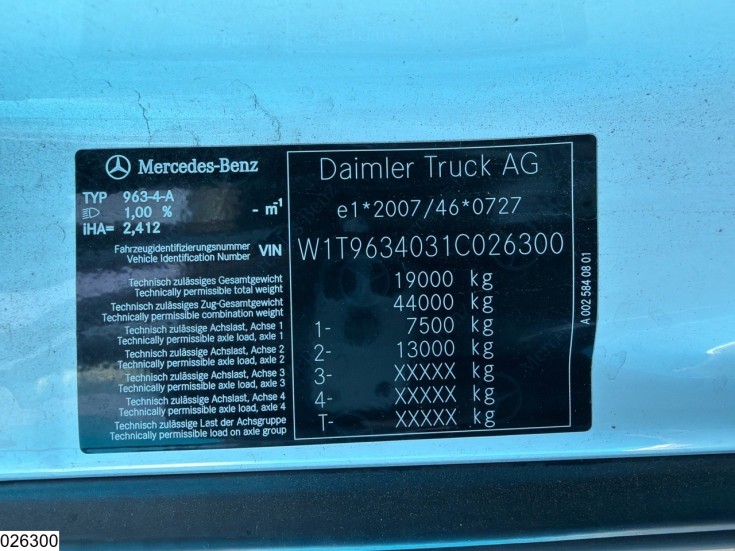 Mercedes-Benz
Daimler Truck AG
TYP 963-4-A
1,00 % - m⁻¹
iHA= 2,412
e1*2007/46*0727
Fahrzeugidentifizierungsnummer
Vehicle Identification Number VIN W1T9634031C026300
Technisch zulässiges Gesamtgewicht
Technically permissible total weight 19000 kg
Technisch zulässiges Zug-Gesamtgewicht
Technically permissible combination weight 44000 kg
Technisch zulässige Achslast, Achse 1
Technically permissible axle load, axle 1 1- 7500 kg
Technisch zulässige Achslast, Achse 2
Technically permissible axle load, axle 2 2- 13000 kg
Technisch zulässige Achslast, Achse 3
Technically permissible axle load, axle 3 3- XXXXX kg
Technisch zulässige Achslast, Achse 4
Technically permissible axle load, axle 4 4- XXXXX kg
Technisch zulässige Last der Achsgruppe
Technically permissible load on axle group T- XXXXX kg
A 002 584 08 01
026300